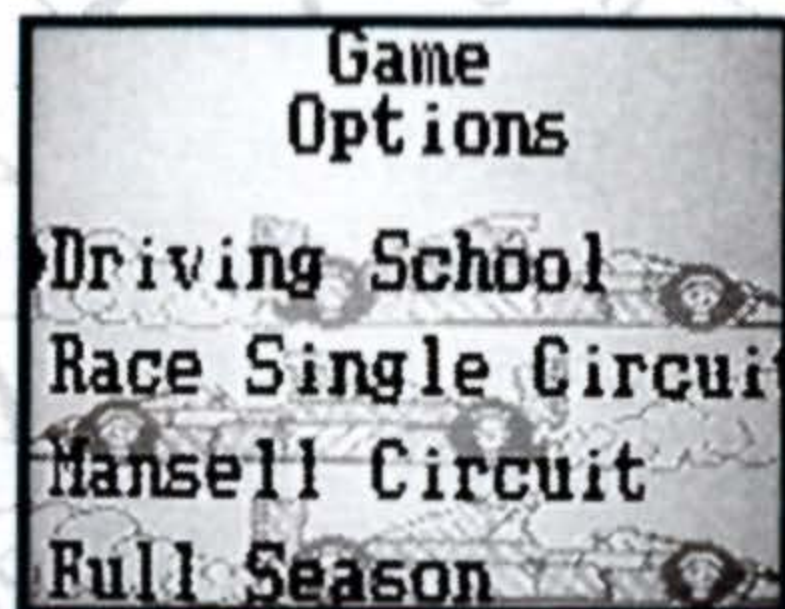 Game
Options
Driving School
Race Single Circuit
Mansell Circuit
Full Season